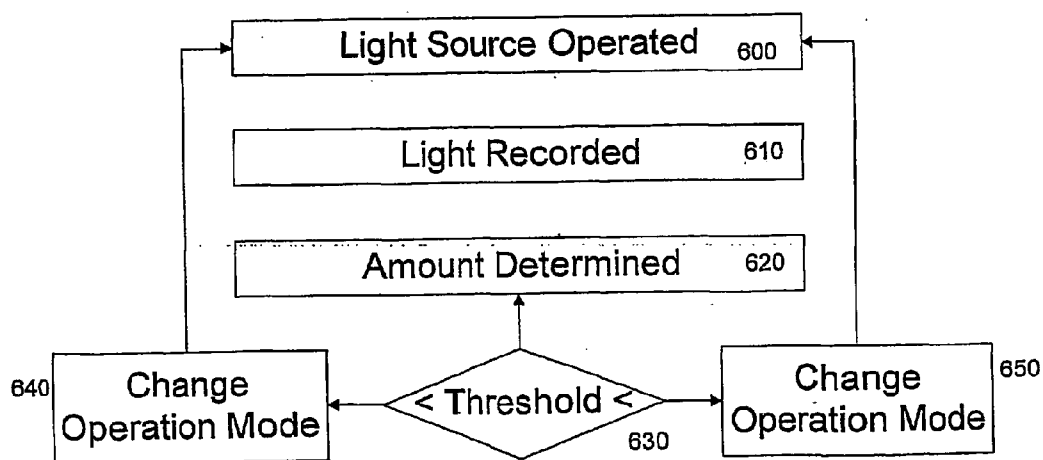 Light Source Operated 600
Light Recorded 610
Amount Determined 620
640 Change Operation Mode
< Threshold <
630
Change Operation Mode 650